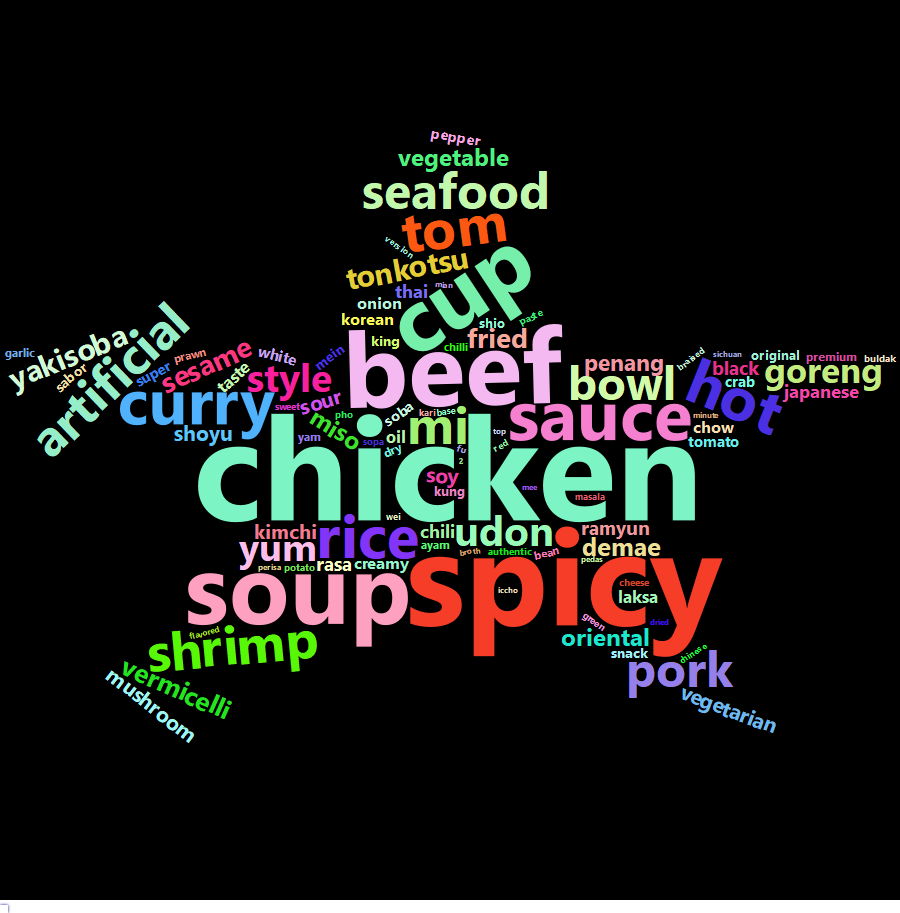 pepper
vegetable
seafood
tom
version
tonkotsu
cup
thai
mian
onion
paste
korean
shio
king
chilli
fried
beef
garlic
yakisoba
sabor
artificial
super
prawn
sesame
taste
white
mein
style
curry
sweet
sour
shoyu
yam
pho
miso
sopa
soba
oil
dry
kari
base
mi
fu
2
top
red
sauce
bowl
penang
braised
sichuan
black
crab
hot
original
premium
buldak
goreng
japanese
minute
chow
tomato
chicken
soy
kung
mee
masala
wei
kimchi
yum
rice
chili
ayam
udon
ramyun
demae
perisa
potato
rasa
creamy
broth
authentic
bean
pedas
soup
spicy
iccho
cheese
laksa
green
dried
oriental
snack
chinese
pork
vegetarian
flavored
shrimp
vermicelli
mushroom